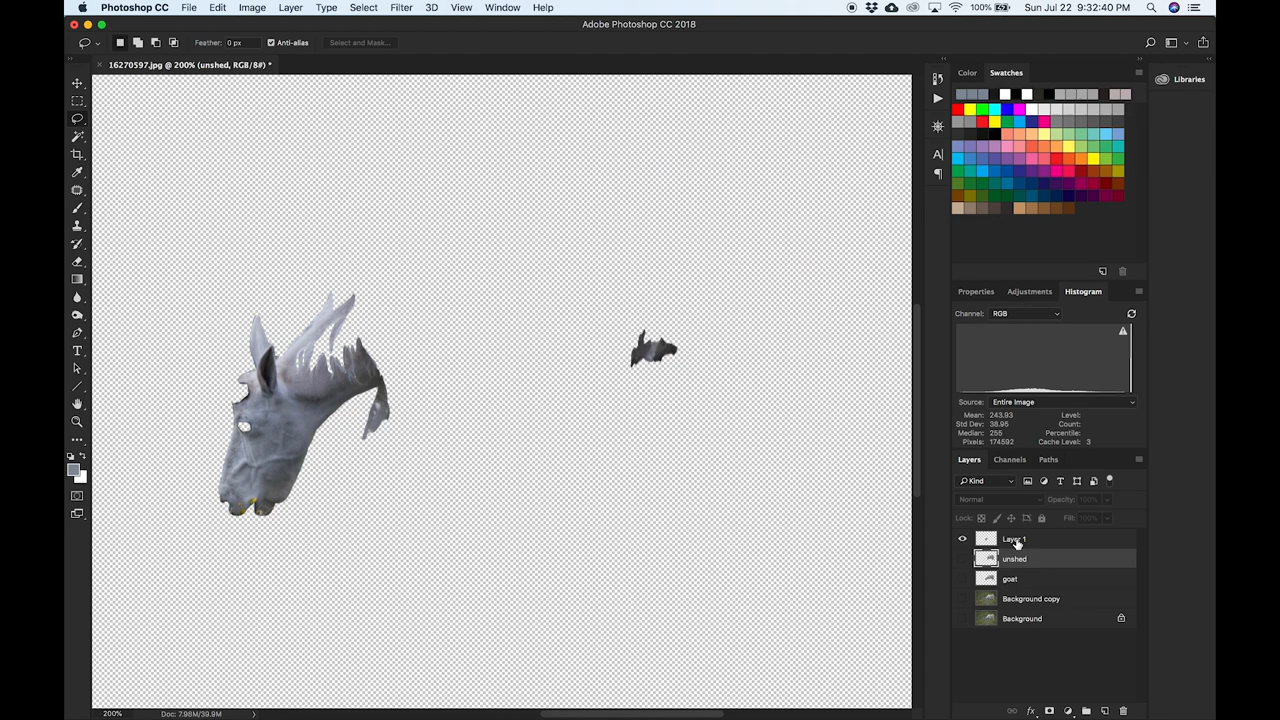 Photoshop CC File Edit Image Layer Type Select Filter 3D View Window Help 100% Sun Jul 22 9:32:40 PM
Adobe Photoshop CC 2018
Feather: 0 px Anti-alias Select and Mask...
16270597.jpg @ 200% (unshed, RGB/8#) *
Color Swatches
Libraries
Properties Adjustments Histogram
Channel: RGB
Source: Entire Image
Mean: 243.93 Level:
Std Dev: 38.95 Count:
Median: 255 Percentile:
Pixels: 174592 Cache Level: 3
Layers Channels Paths
Kind
Normal Opacity: 100%
Lock: Fill: 100%
Layer 1
unshed
goat
Background copy
Background
200% Doc: 7.98M/39.9M